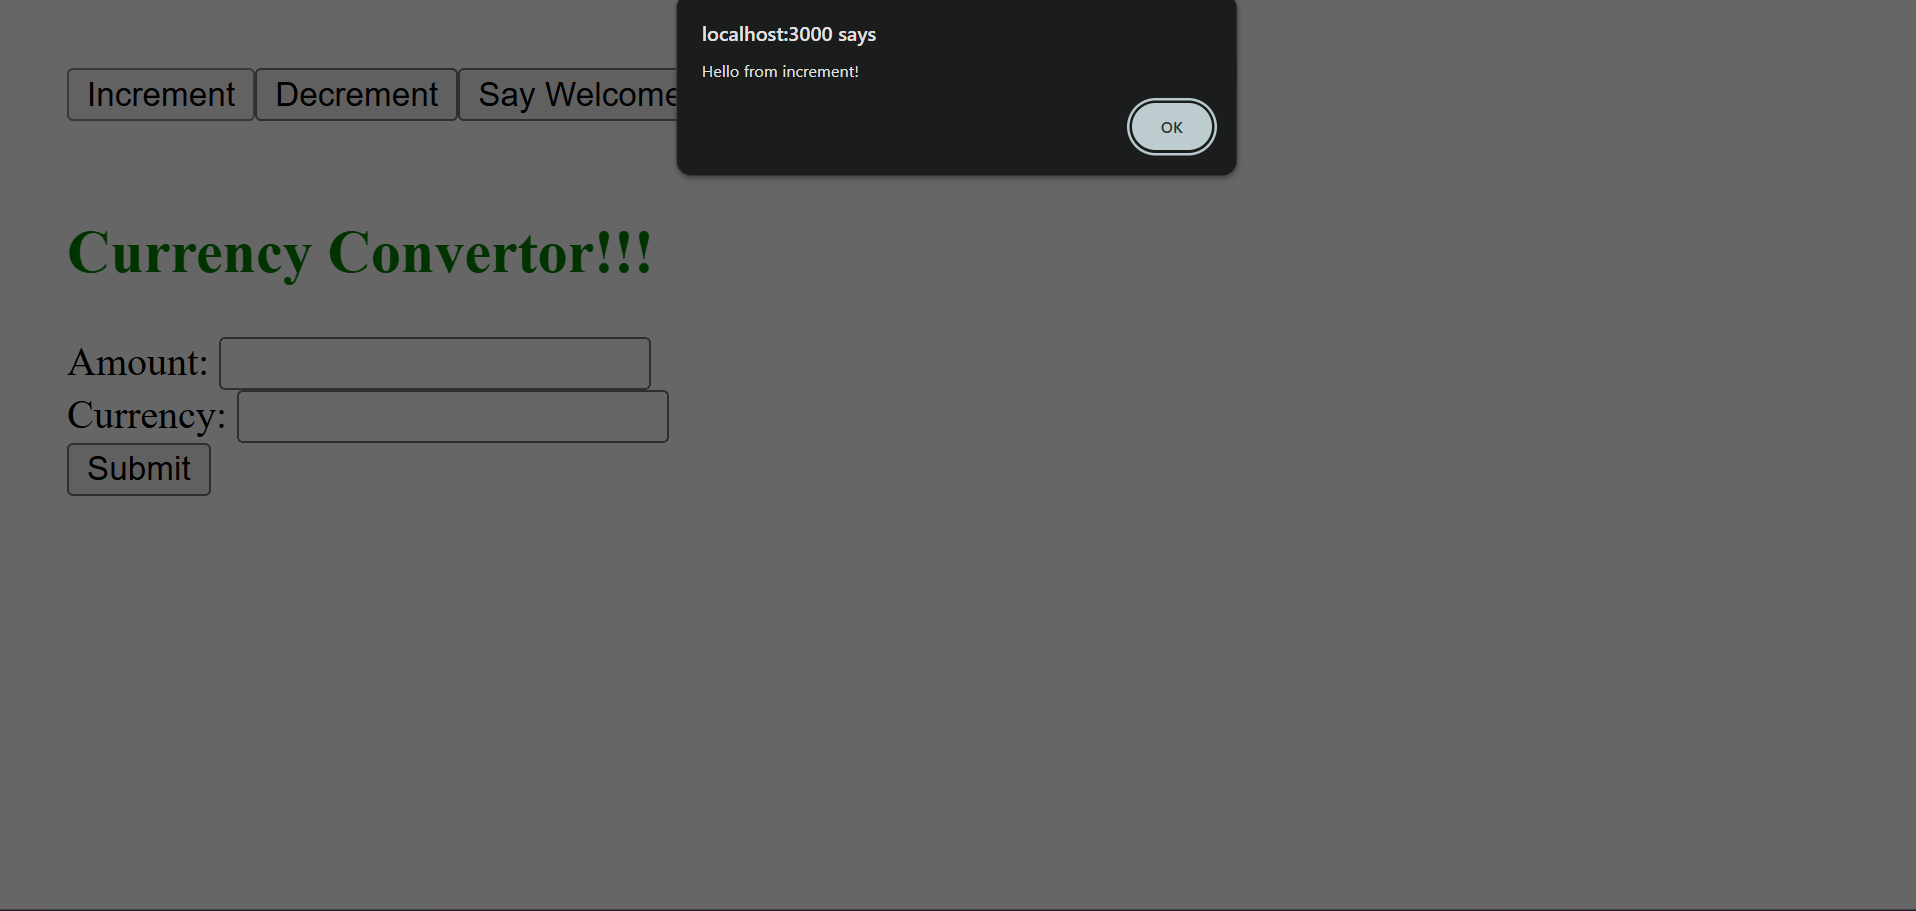 localhost:3000 says
Hello from increment!
OK
Increment Decrement Say Welcome
Currency Convertor!!!
Amount:
Currency:
Submit